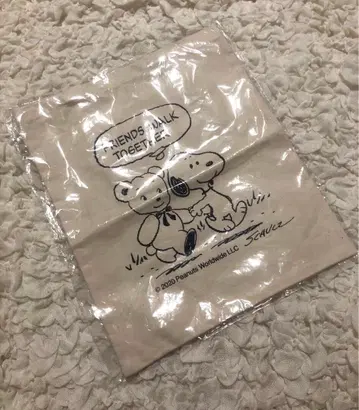 FRIENDS WALK
TOGETHER
SCHULZ
© 2020 Peanuts Worldwide LLC